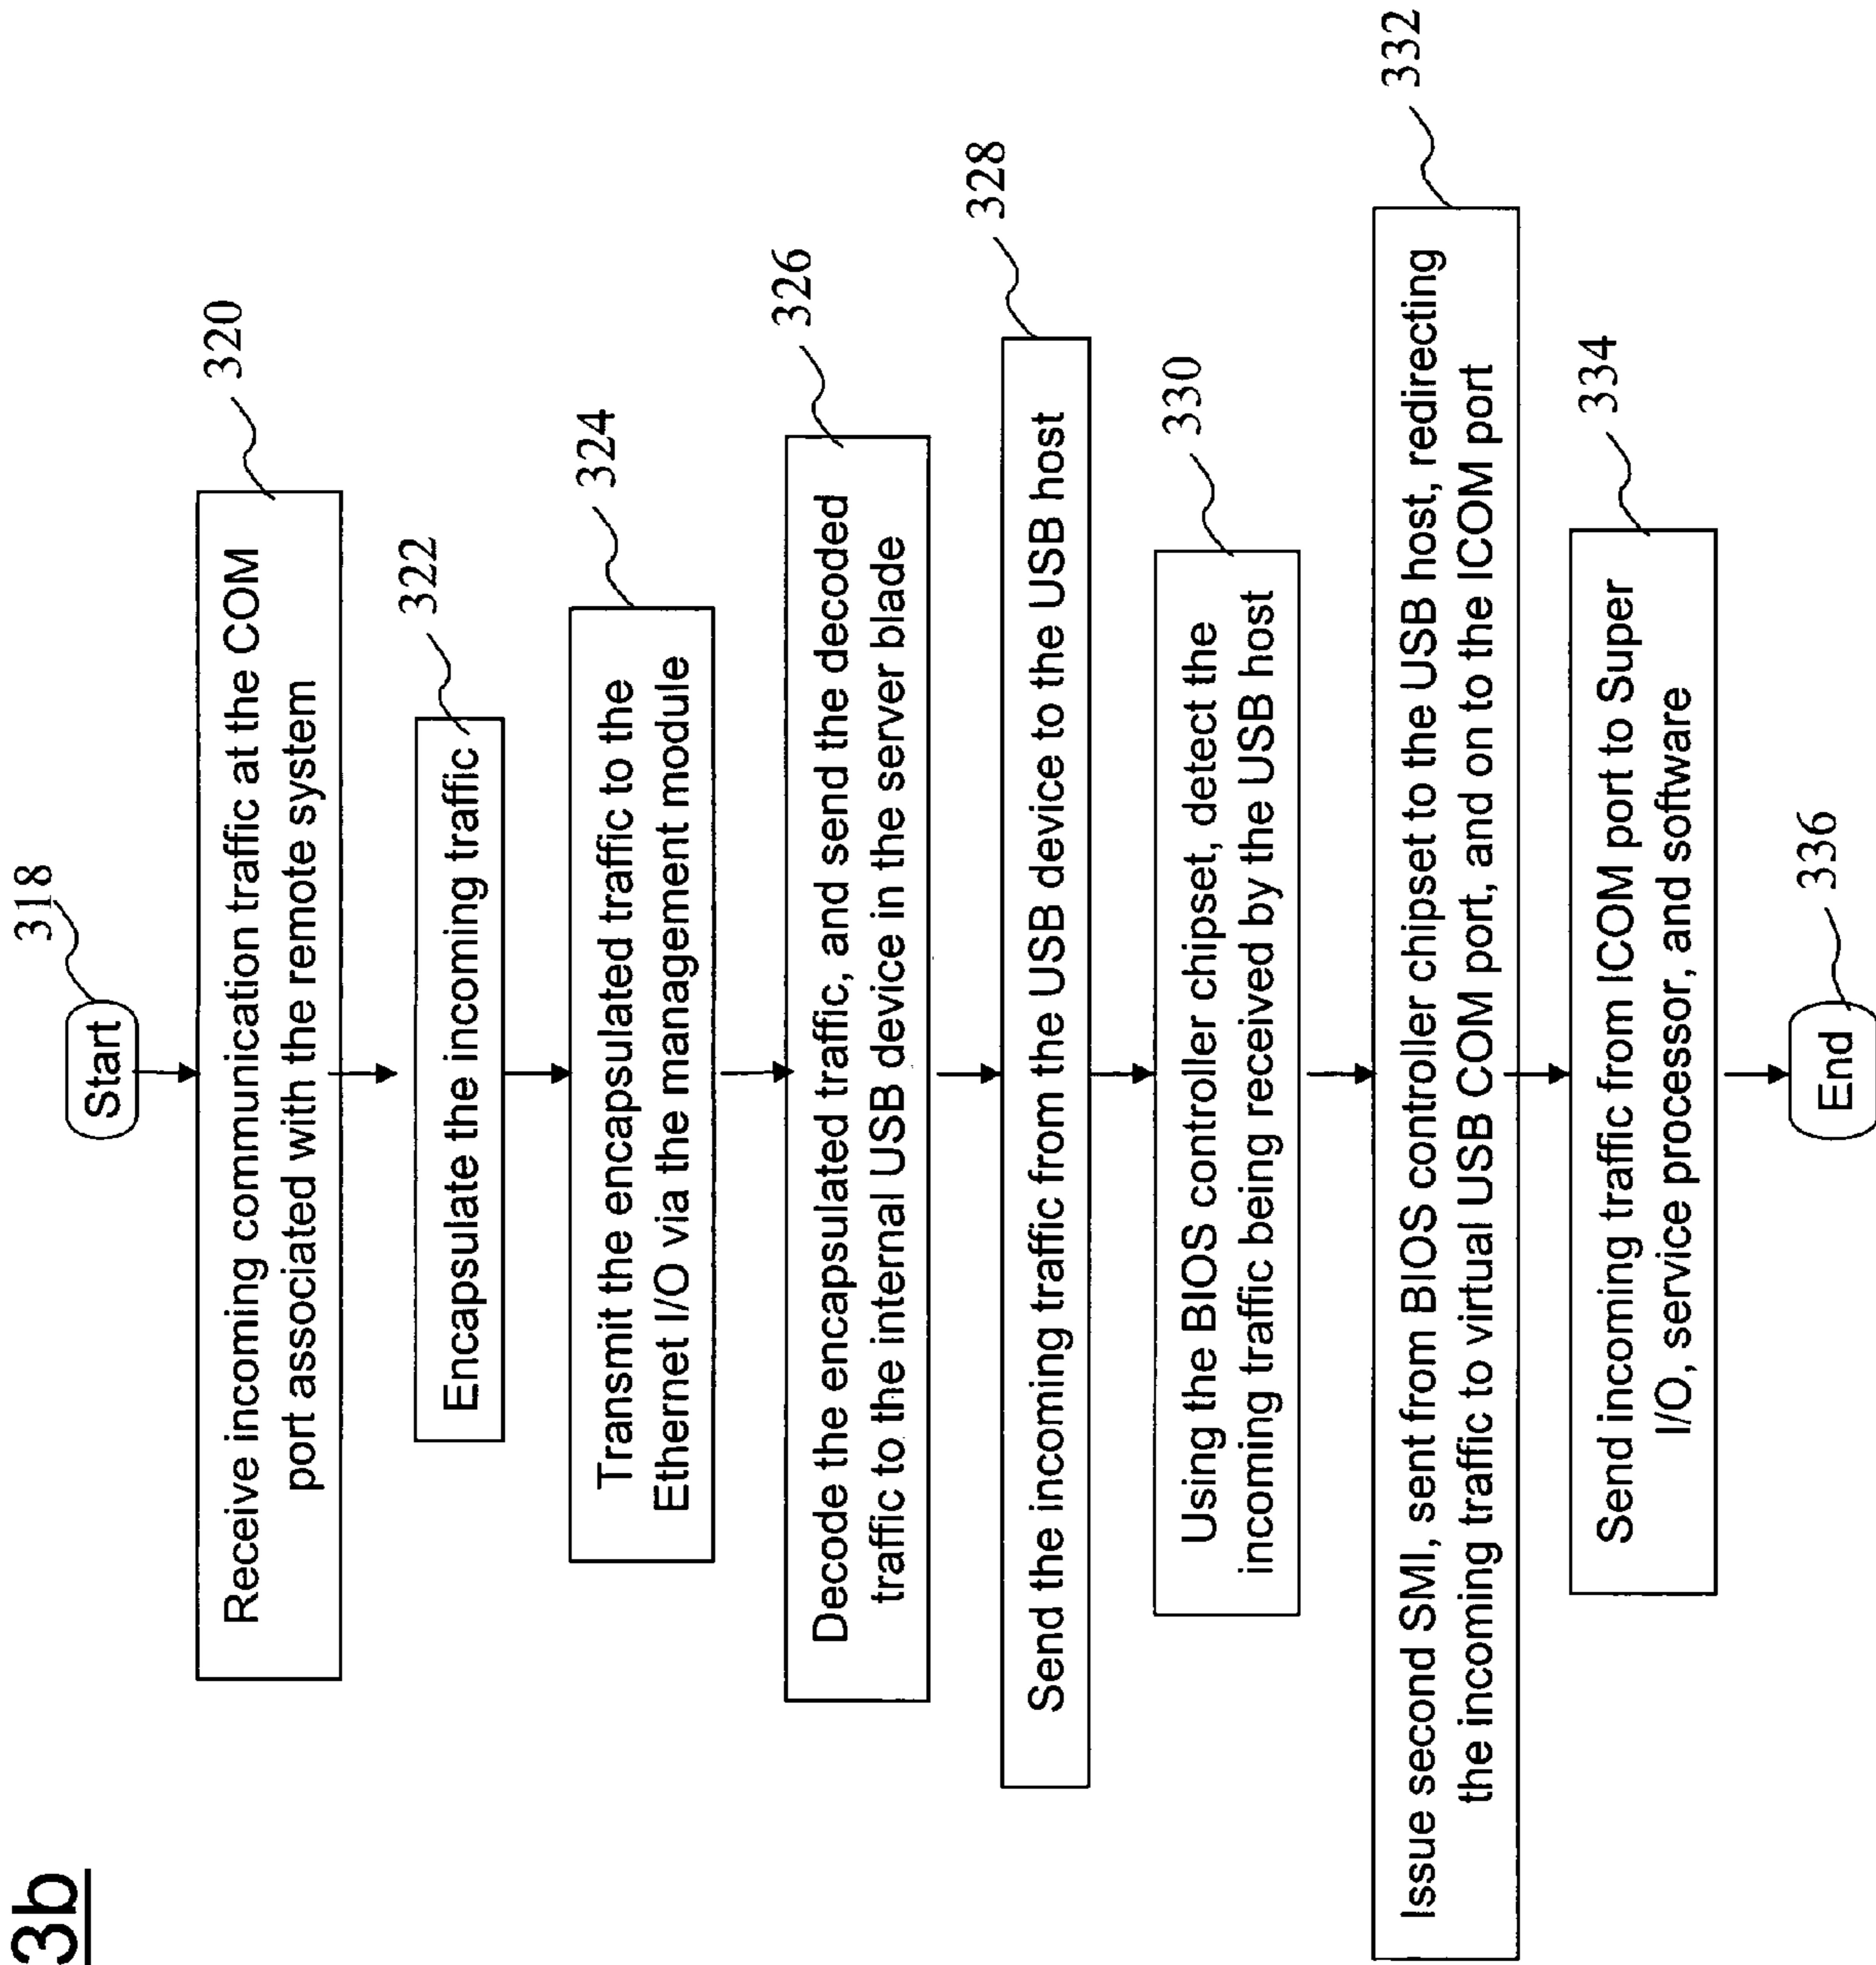 3b
Start
318
Receive incoming communication traffic at the COM
port associated with the remote system
320
Encapsulate the incoming traffic
322
Transmit the encapsulated traffic to the
Ethernet I/O via the management module
324
Decode the encapsulated traffic, and send the decoded
traffic to the internal USB device in the server blade
326
Send the incoming traffic from the USB device to the USB host
328
Using the BIOS controller chipset, detect the
incoming traffic being received by the USB host
330
Issue second SMI, sent from BIOS controller chipset to the USB host, redirecting
the incoming traffic to virtual USB COM port, and on to the ICOM port
332
Send incoming traffic from ICOM port to Super
I/O, service processor, and software
334
End
336